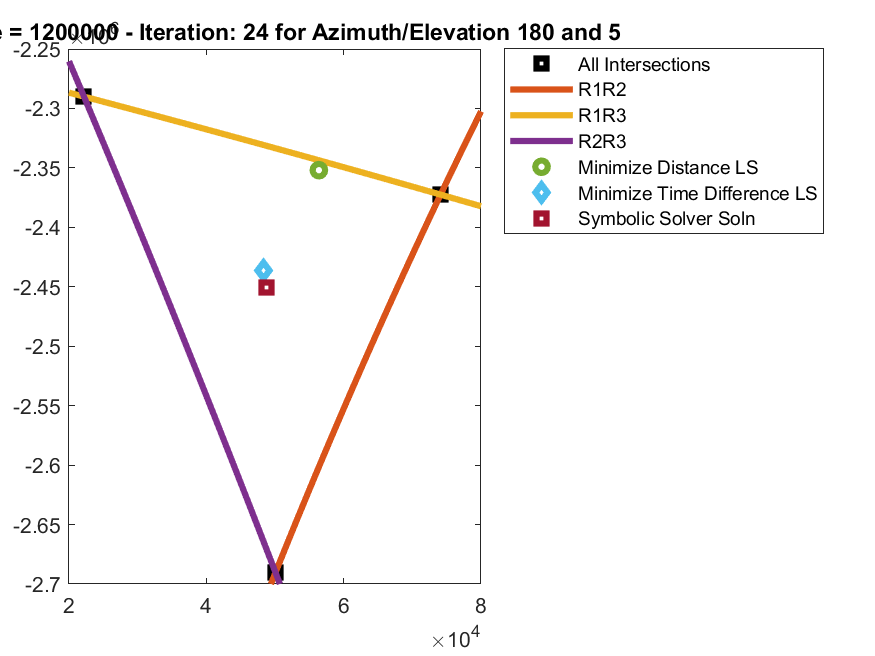 e = 1200000 - Iteration: 24 for Azimuth/Elevation 180 and 5
×10^6
-2.25
-2.3
-2.35
-2.4
-2.45
-2.5
-2.55
-2.6
-2.65
-2.7
2 4 6 8
×10^4
All Intersections
R1R2
R1R3
R2R3
Minimize Distance LS
Minimize Time Difference LS
Symbolic Solver Soln